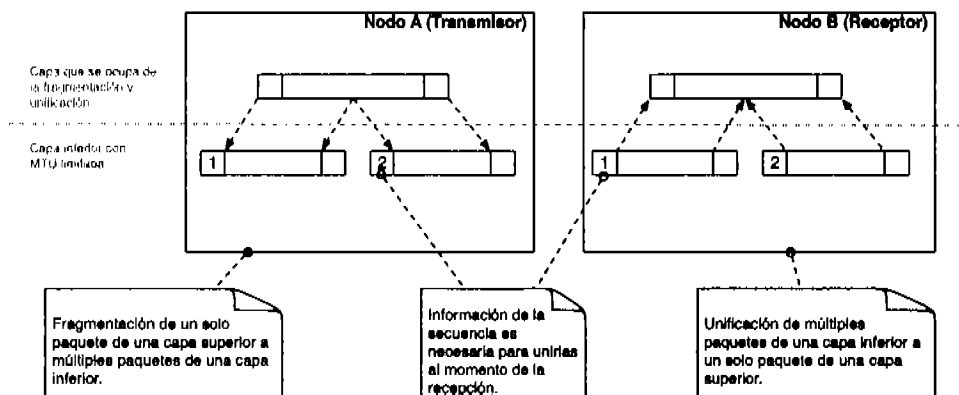 Nodo A (Transmisor)
Nodo B (Receptor)
Capa que se ocupa de
la fragmentación y
unificación
Capa inferior con
MTU limitada
1
2
1
2
Fragmentación de un solo
paquete de una capa superior a
múltiples paquetes de una capa
inferior.
Información de la
secuencia es
necesaria para unirlas
al momento de la
recepción.
Unificación de múltiples
paquetes de una capa inferior a
un solo paquete de una capa
superior.